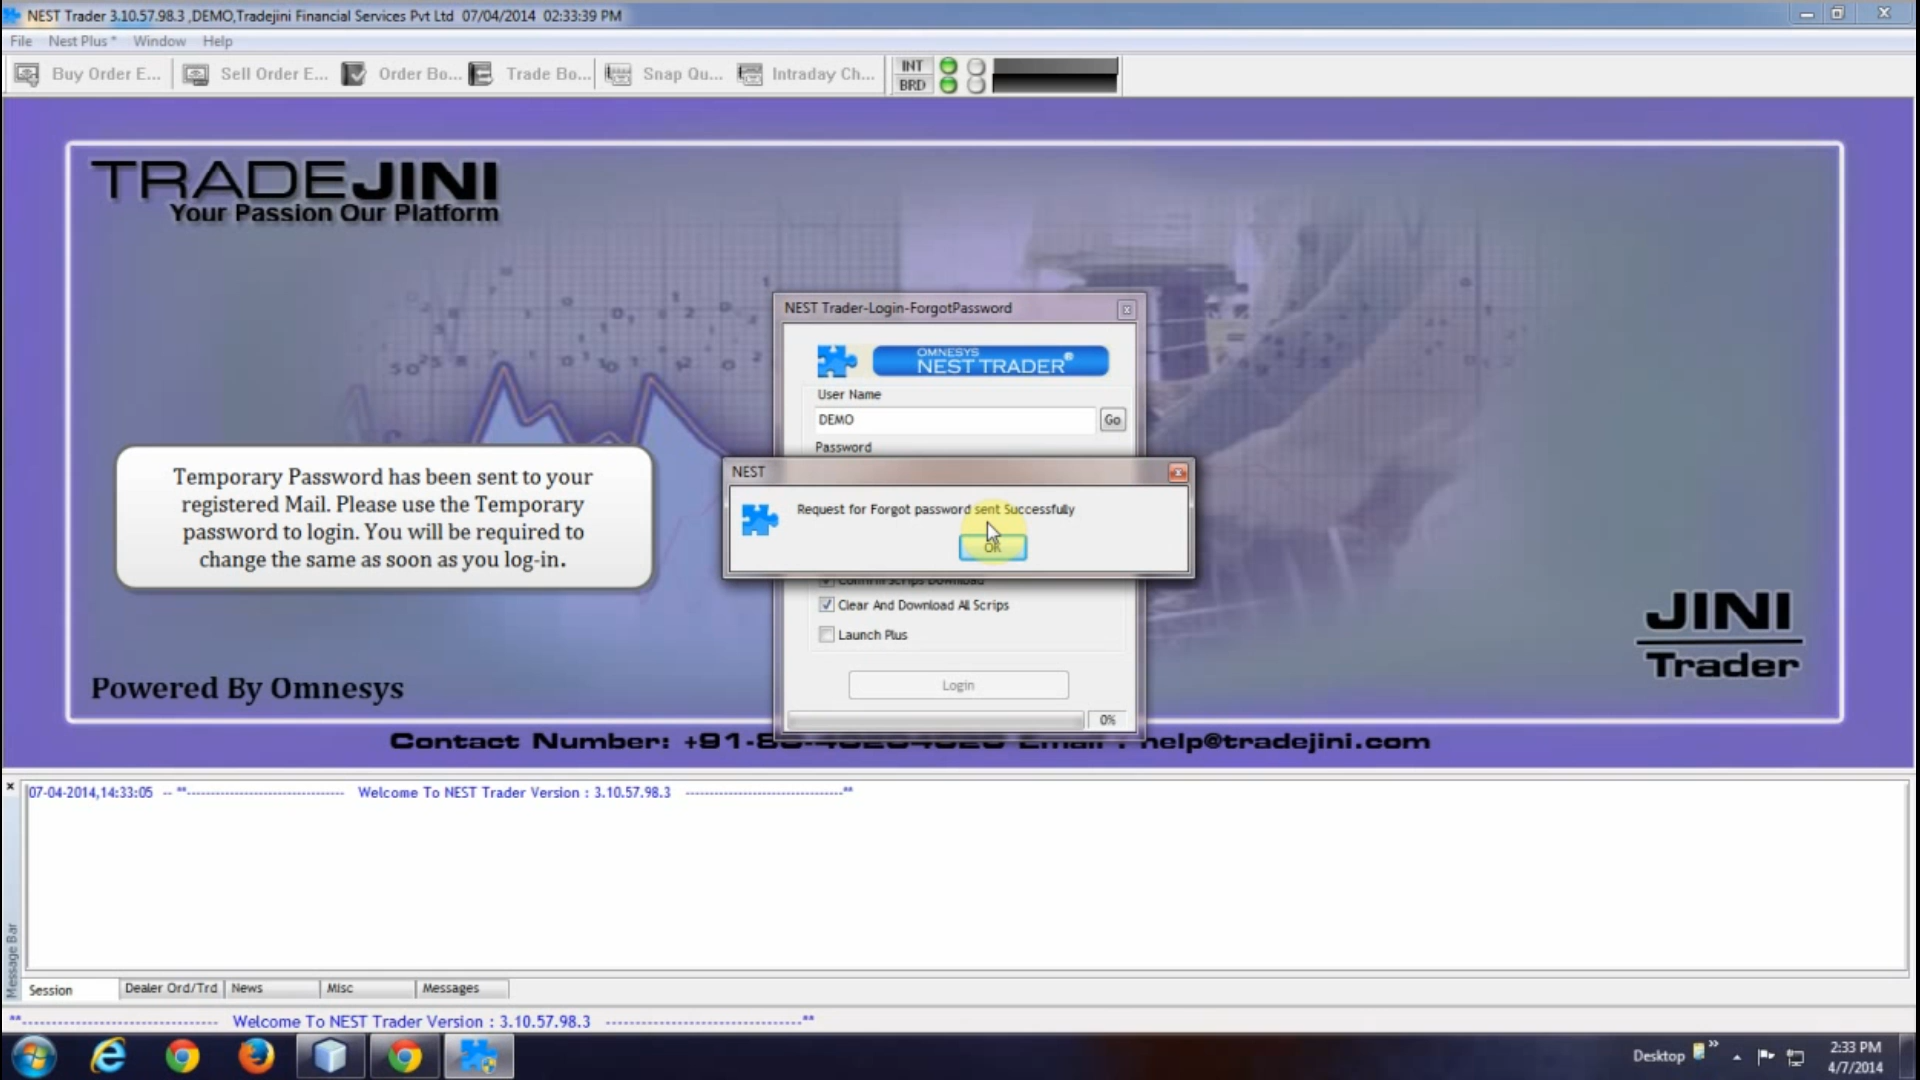 NEST Trader 3.10.57.98.3 ,DEMO,Tradejini Financial Services Pvt Ltd 07/04/2014 02:33:39 PM
File Nest Plus * Window Help
Buy Order E... Sell Order E... Order Bo... Trade Bo... Snap Qu... Intraday Ch...
INT
BRD
TRADEJINI
Your Passion Our Platform
NEST Trader-Login-ForgotPassword
OMNESYS
NEST TRADER®
User Name
DEMO Go
Password
NEST
Request for Forgot password sent Successfully
OK
Temporary Password has been sent to your
registered Mail. Please use the Temporary
password to login. You will be required to
change the same as soon as you log-in.
Confirm Scrips Download
Clear And Download All Scrips
Launch Plus
Login
0%
JINI
Trader
Powered By Omnesys
Contact Number: +91-80- Email : help@tradejini.com
07-04-2014,14:33:05 -- **-------------------------------- Welcome To NEST Trader Version : 3.10.57.98.3 --------------------------------**
Message Bar
Session Dealer Ord/Trd News Misc Messages
**-------------------------------- Welcome To NEST Trader Version : 3.10.57.98.3 --------------------------------**
Desktop
2:33 PM
4/7/2014